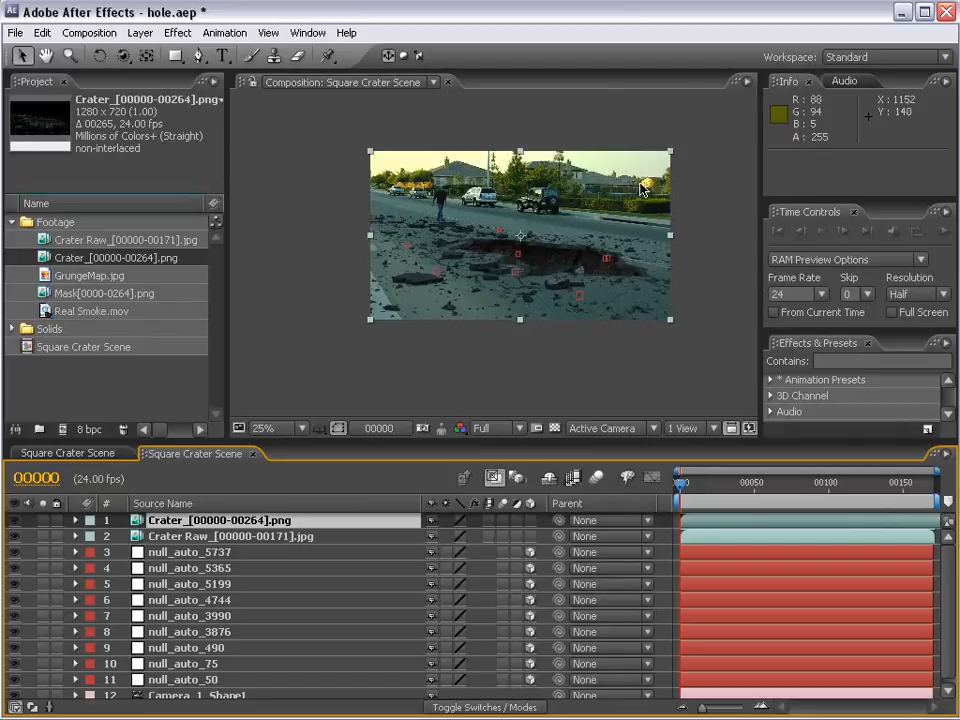 Adobe After Effects - hole.aep *
File Edit Composition Layer Effect Animation View Window Help
Workspace: Standard
Project
Crater_[00000-00264].png
1280 x 720 (1.00)
Δ 00265, 24.00 fps
Millions of Colors+ (Straight)
non-interlaced
Name
Footage
Crater Raw_[00000-00171].jpg
Crater_[00000-00264].png
GrungeMap.jpg
Mask[0000-0264].png
Real Smoke.mov
Solids
Square Crater Scene
8 bpc
Composition: Square Crater Scene
25%
00000
Full
Active Camera
1 View
Info
Audio
R: 88
G: 94
B: 5
A: 255
X: 1152
Y: 140
Time Controls
RAM Preview Options
Frame Rate Skip Resolution
24 0 Half
From Current Time Full Screen
Effects & Presets
Contains:
* Animation Presets
3D Channel
Audio
Square Crater Scene
Square Crater Scene
00000
(24.00 fps)
00050 00100 00150
# Source Name Parent
1 Crater_[00000-00264].png None
2 Crater Raw_[00000-00171].jpg None
3 null_auto_5737 None
4 null_auto_5365 None
5 null_auto_5199 None
6 null_auto_4744 None
7 null_auto_3990 None
8 null_auto_3876 None
9 null_auto_490 None
10 null_auto_75 None
11 null_auto_50 None
12 Camera_1_Shape1 None
Toggle Switches / Modes